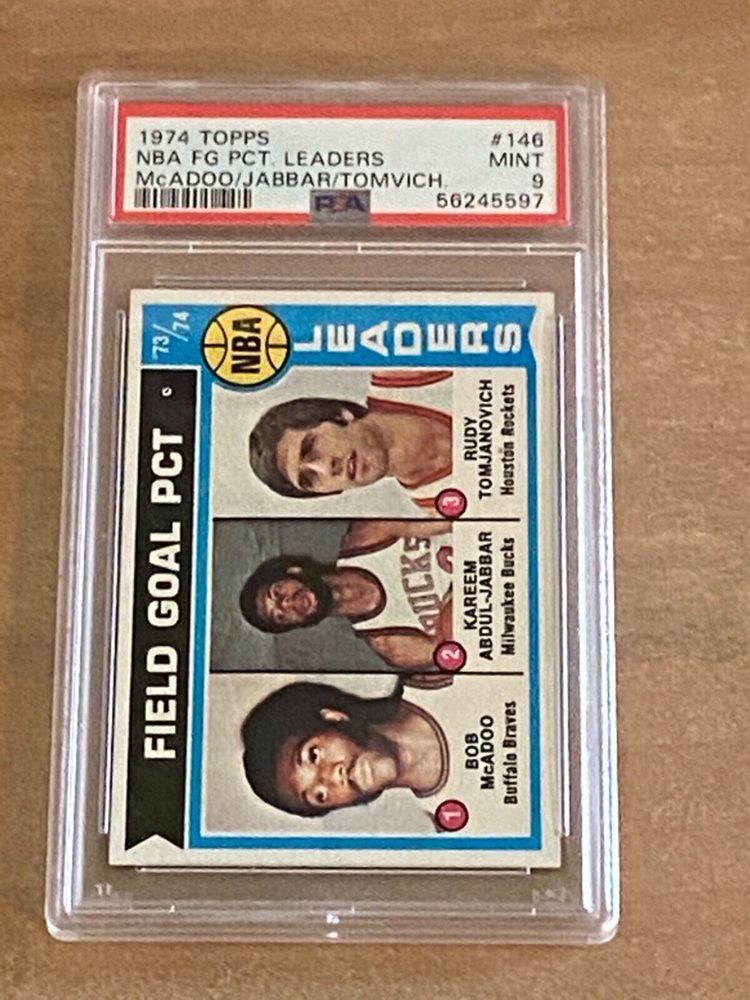 1974 TOPPS #146
NBA FG PCT. LEADERS MINT
McADOO/JABBAR/TOMVICH. 9
PSA 56245597
'73/74 NBA LEADERS
FIELD GOAL PCT
1
BOB
McADOO
Buffalo Braves
2
KAREEM
ABDUL-JABBAR
Milwaukee Bucks
BUCKS
3
RUDY
TOMJANOVICH
Houston Rockets